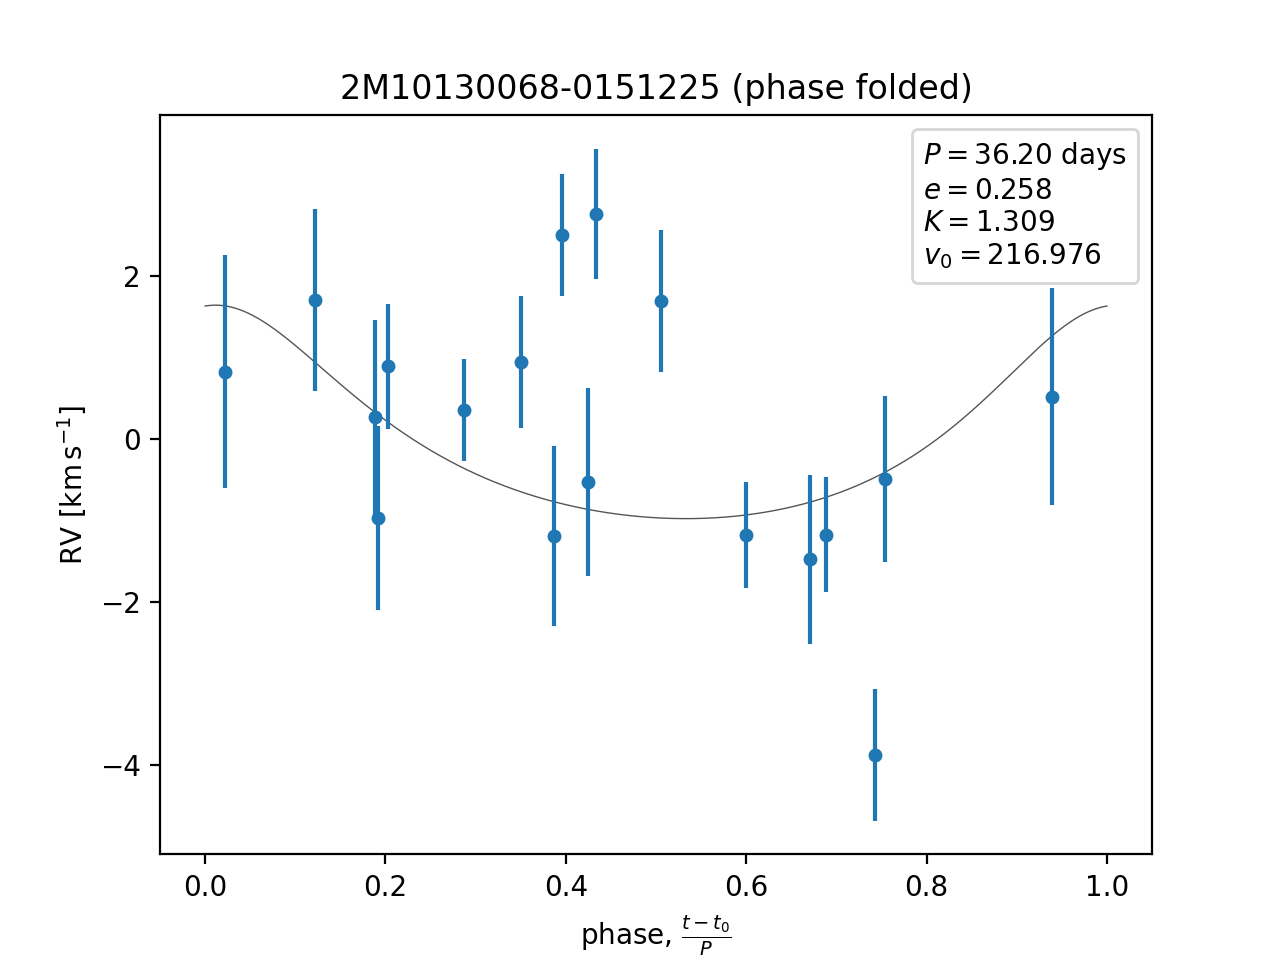 2M10130068-0151225 (phase folded)
P = 36.20 days
e = 0.258
K = 1.309
v₀ = 216.976
RV [km s⁻¹]
2
0
−2
−4
0.0 0.2 0.4 0.6 0.8 1.0
phase, (t − t₀)/P